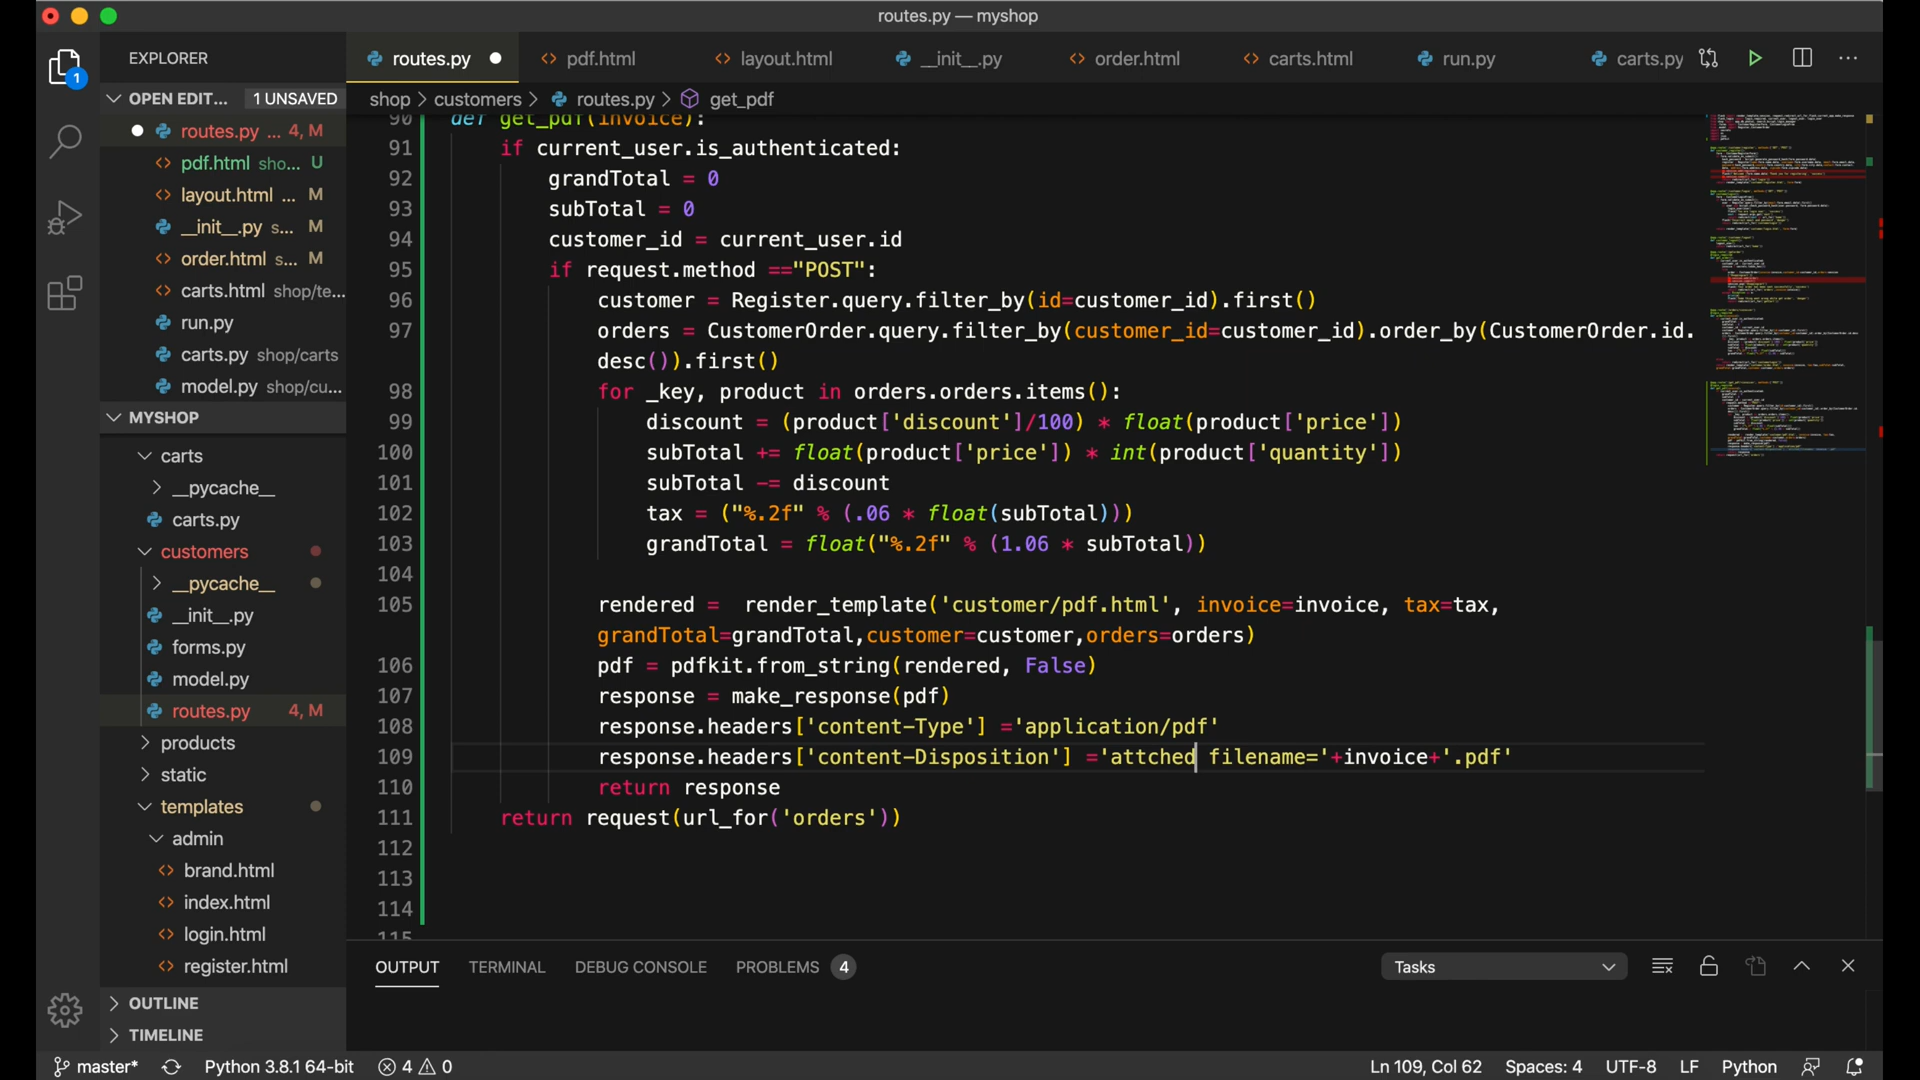 routes.py — myshop
EXPLORER
routes.py
pdf.html
layout.html
__init__.py
order.html
carts.html
run.py
carts.py
1
OPEN EDIT... 1 UNSAVED
shop > customers > routes.py > get_pdf
routes.py ... 4, M
pdf.html sho... U
layout.html ... M
__init__.py s... M
order.html s... M
carts.html shop/te...
run.py
carts.py shop/carts
model.py shop/cu...
MYSHOP
carts
__pycache__
carts.py
customers
__pycache__
__init__.py
forms.py
model.py
routes.py 4, M
products
static
templates
admin
brand.html
index.html
login.html
register.html
OUTLINE
TIMELINE
90 def get_pdf(invoice):
91 if current_user.is_authenticated:
92 grandTotal = 0
93 subTotal = 0
94 customer_id = current_user.id
95 if request.method =="POST":
96 customer = Register.query.filter_by(id=customer_id).first()
97 orders = CustomerOrder.query.filter_by(customer_id=customer_id).order_by(CustomerOrder.id.
desc()).first()
98 for _key, product in orders.orders.items():
99 discount = (product['discount']/100) * float(product['price'])
100 subTotal += float(product['price']) * int(product['quantity'])
101 subTotal -= discount
102 tax = ("%.2f" % (.06 * float(subTotal)))
103 grandTotal = float("%.2f" % (1.06 * subTotal))
104
105 rendered =  render_template('customer/pdf.html', invoice=invoice, tax=tax,
grandTotal=grandTotal,customer=customer,orders=orders)
106 pdf = pdfkit.from_string(rendered, False)
107 response = make_response(pdf)
108 response.headers['content-Type'] ='application/pdf'
109 response.headers['content-Disposition'] ='attched filename='+invoice+'.pdf'
110 return response
111 return request(url_for('orders'))
112
113
114
115
OUTPUT TERMINAL DEBUG CONSOLE PROBLEMS 4
Tasks
master* Python 3.8.1 64-bit 4 0
Ln 109, Col 62 Spaces: 4 UTF-8 LF Python